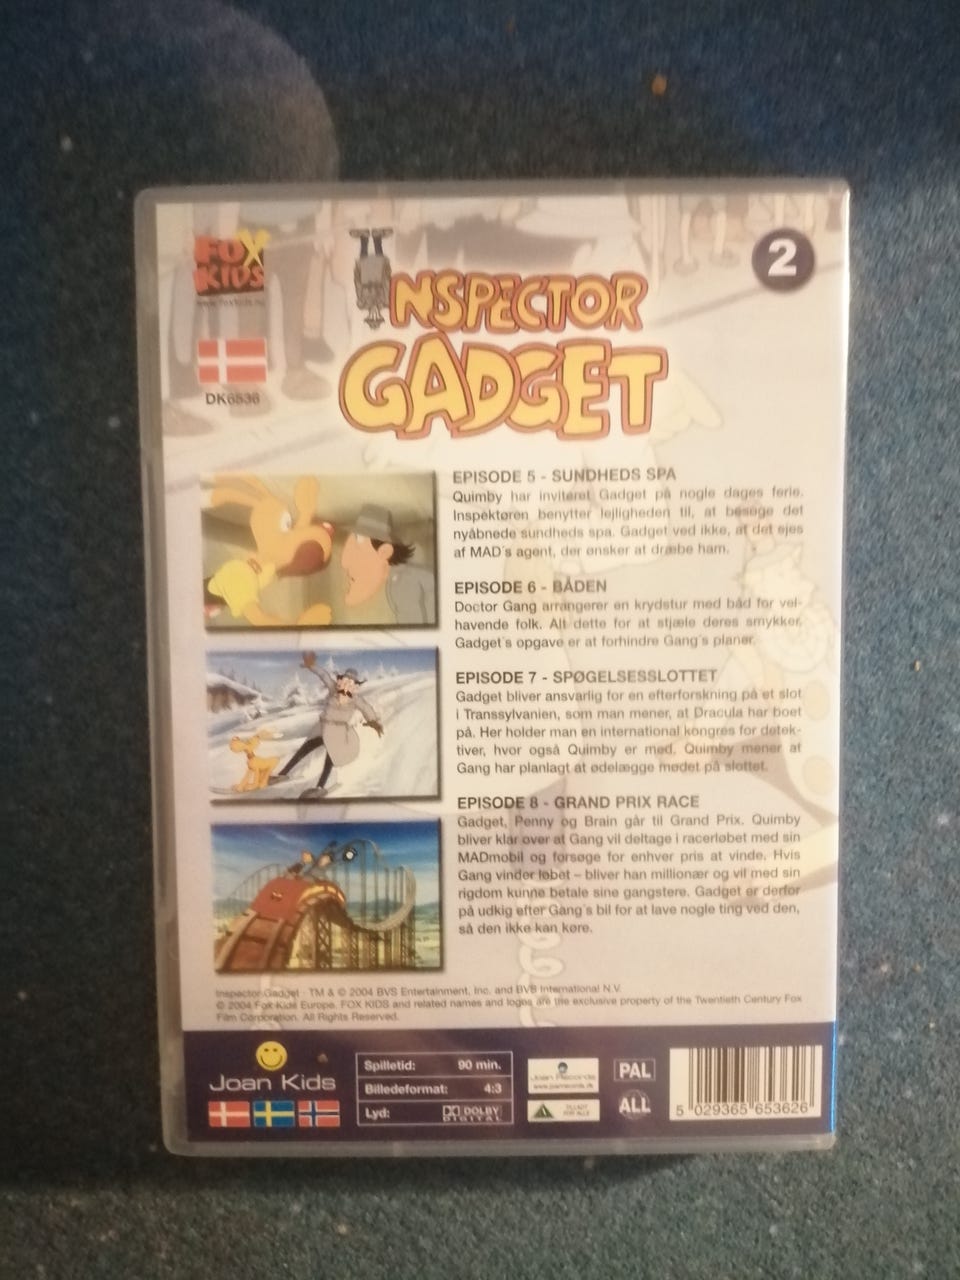 FOX
KIDS
2
INSPECTOR
GADGET
DK6536
EPISODE 5 - SUNDHEDS SPA
Quimby har inviteret Gadget på nogle dages ferie.
Inspektøren benytter lejligheden til, at besøge det
nyåbnede sundheds spa. Gadget ved ikke, at det ejes
af MAD´s agent, der ønsker at dræbe ham.
EPISODE 6 - BÅDEN
Doctor Gang arrangerer en krydstur med båd for vel-
havende folk. Alt dette for at stjæle deres smykker.
Gadget´s opgave er at forhindre Gang´s planer.
EPISODE 7 - SPØGELSESSLOTTET
Gadget bliver ansvarlig for en efterforskning på et slot
i Transsylvanien, som man mener, at Dracula har boet
på. Her holder man en international kongres for detek-
tiver, hvor også Quimby er med. Quimby mener at
Gang har planlagt at ødelægge mødet på slottet.
EPISODE 8 - GRAND PRIX RACE
Gadget, Penny og Brain går til Grand Prix. Quimby
bliver klar over at Gang vil deltage i racerløbet med sin
MADmobil og forsøge for enhver pris at vinde. Hvis
Gang vinder løbet – bliver han millionær og vil med sin
rigdom kunne betale sine gangstere. Gadget er derfor
på udkig efter Gang´s bil for at lave nogle ting ved den,
så den ikke kan køre.
Inspector Gadget · TM & © 2004 BVS Entertainment, Inc. and BVS International N.V.
© 2004 Fox Kids Europe. FOX KIDS and related names and logos are the exclusive property of the Twentieth Century Fox
Film Corporation. All Rights Reserved.
Joan Kids
Spilletid: 90 min.
Billedeformat: 4:3
Lyd: DOLBY
DIGITAL
Joan Records
TILLADT
FOR ALLE
PAL
ALL
5 029365 653626